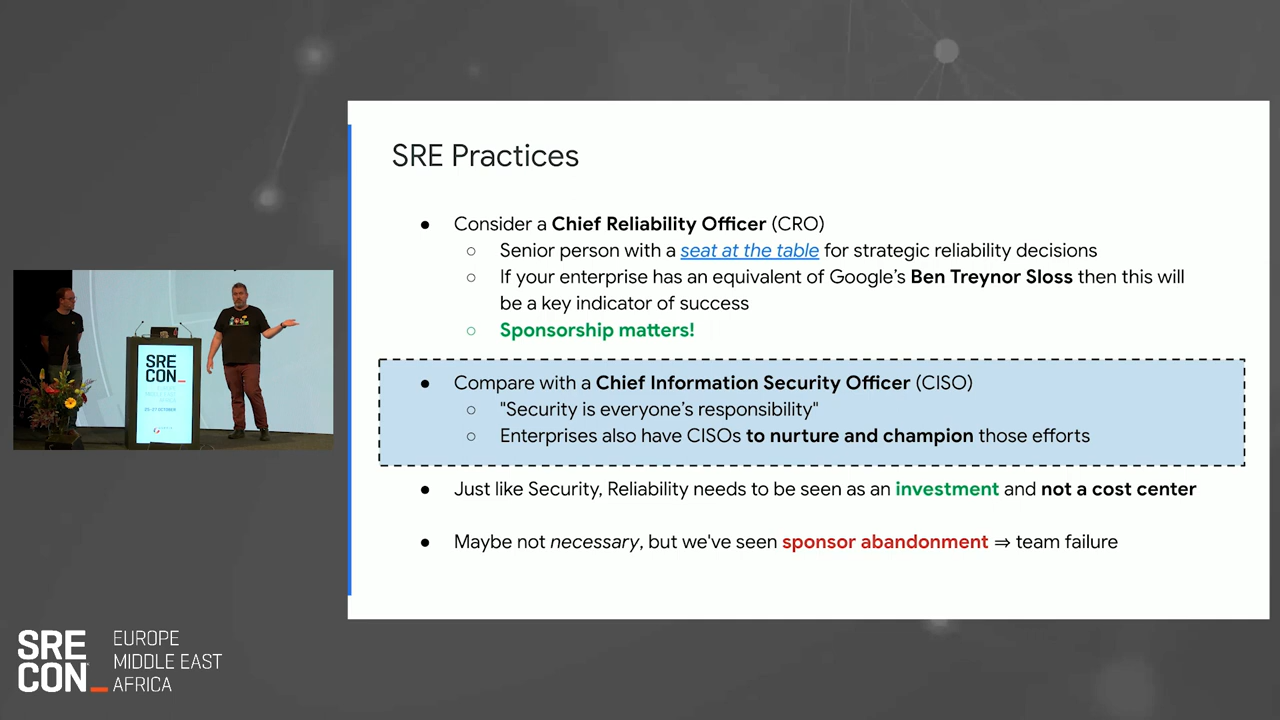 SRE Practices
● Consider a Chief Reliability Officer (CRO)
○ Senior person with a seat at the table for strategic reliability decisions
○ If your enterprise has an equivalent of Google's Ben Treynor Sloss then this will
be a key indicator of success
○ Sponsorship matters!
● Compare with a Chief Information Security Officer (CISO)
○ "Security is everyone's responsibility"
○ Enterprises also have CISOs to nurture and champion those efforts
● Just like Security, Reliability needs to be seen as an investment and not a cost center
● Maybe not necessary, but we've seen sponsor abandonment ⇒ team failure
SRE
CON_
SRE
CON_
EUROPE
MIDDLE EAST
AFRICA